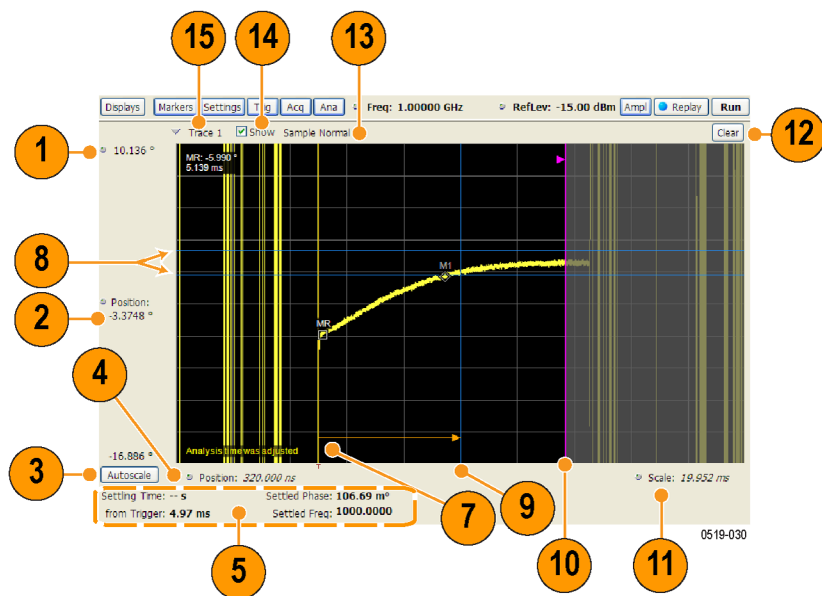 15 14 13
Displays Markers Settings Trig Acq Ana Freq: 1.00000 GHz RefLev: -15.00 dBm Ampl Replay Run
Trace 1 Show Sample Normal Clear
12
1
10.136 °
MR: -5.990 °
5.139 ms
8
M1
Position:
2
-3.3748 °
MR
4
-16.886 °
Analysis time was adjusted
T
3
Autoscale Position: 320.000 ns Scale: 19.952 ms
Settling Time: -- s Settled Phase: 106.69 m°
from Trigger: 4.97 ms Settled Freq: 1000.0000
7 9
0519-030
5 10 11